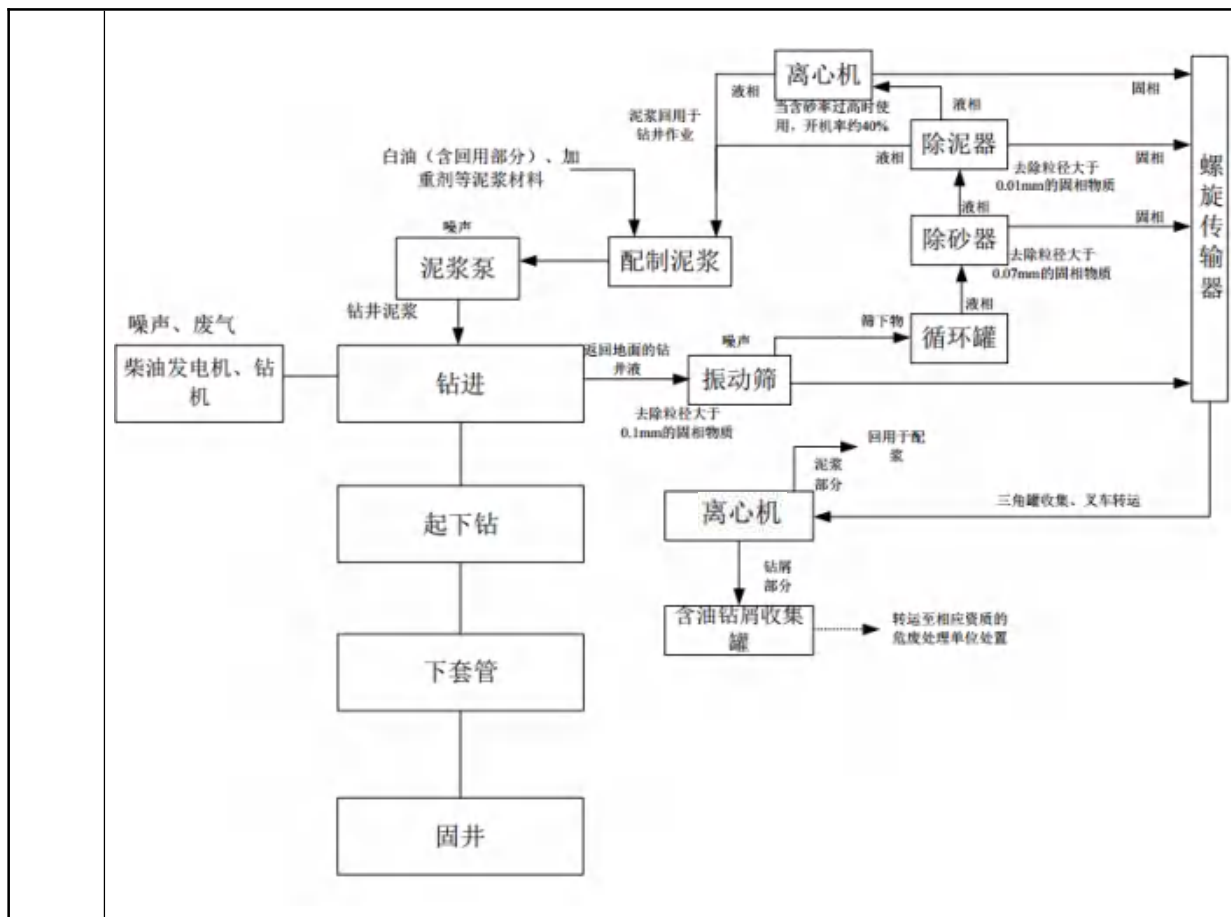 离心机
液相
固相
当含砂率过高时使
用，开机率约40%
液相
泥浆回用于
钻井作业
除泥器
液相
固相
去除粒径大于
0.01mm的固相物质
螺旋传输器
白油（含回用部分）、加
重剂等泥浆材料
液相
固相
除砂器
去除粒径大于
0.07mm的固相物质
噪声
泥浆泵
配制泥浆
钻井泥浆
液相
筛下物
循环罐
噪声、废气
柴油发电机、钻
机
钻进
返回地面的钻
井液
噪声
振动筛
去除粒径大于
0.1mm的固相物质
回用于配
浆
泥浆
部分
起下钻
离心机
三角罐收集、叉车转运
钻屑
部分
含油钻屑收集
罐
转运至相应资质的
危废处理单位处置
下套管
固井